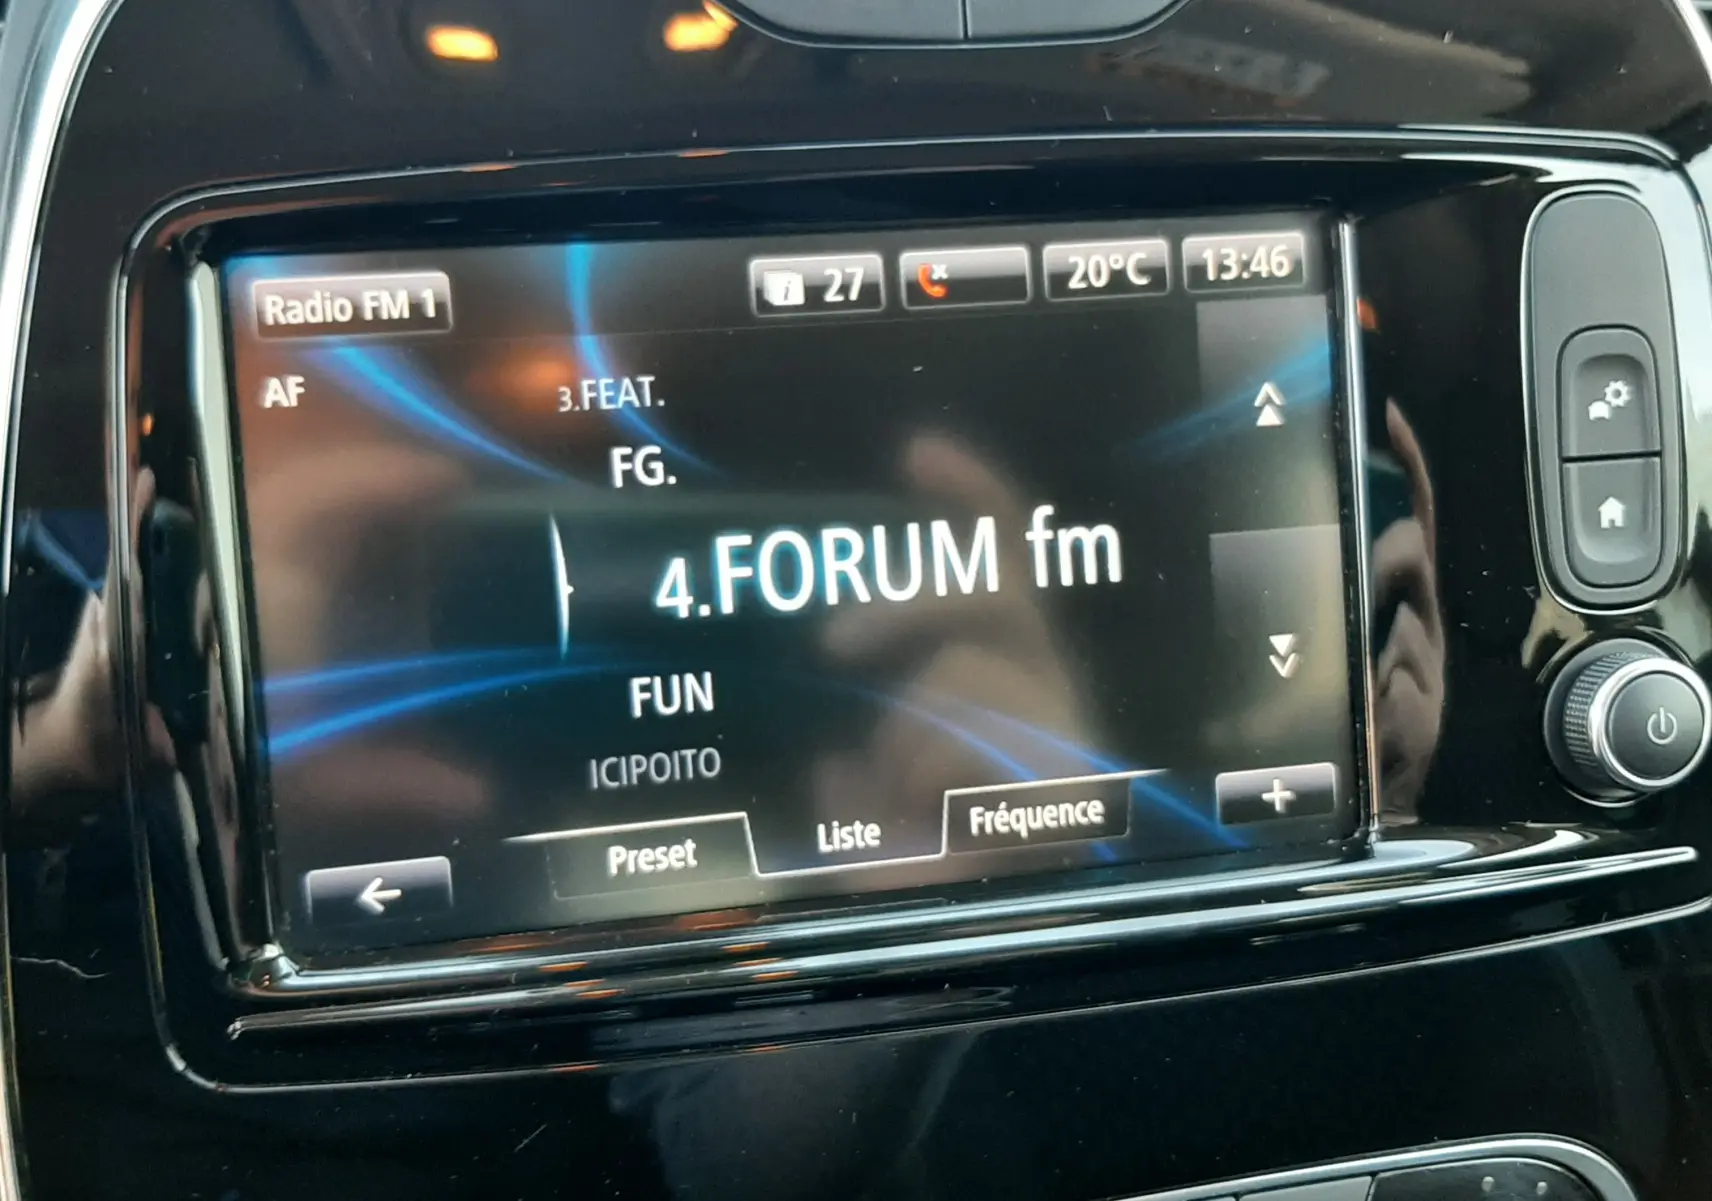 Radio FM 1
27
20°C
13:46
AF
3.FEAT.
FG.
4.FORUM fm
FUN
ICIPOITO
Preset
Liste
Fréquence
+